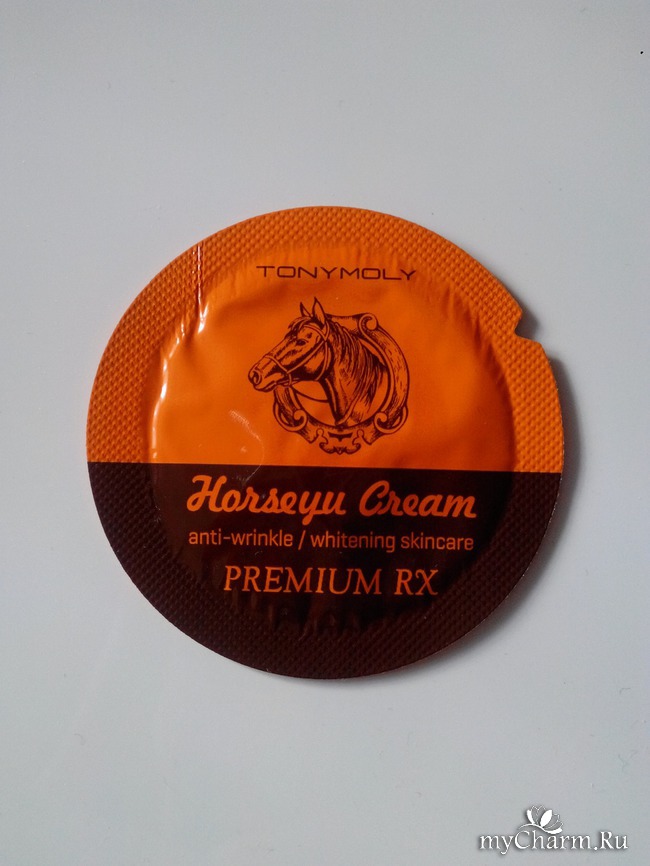 TONYMOLY
Horseyu Cream
anti-wrinkle / whitening skincare
PREMIUM RX
myCharm.Ru